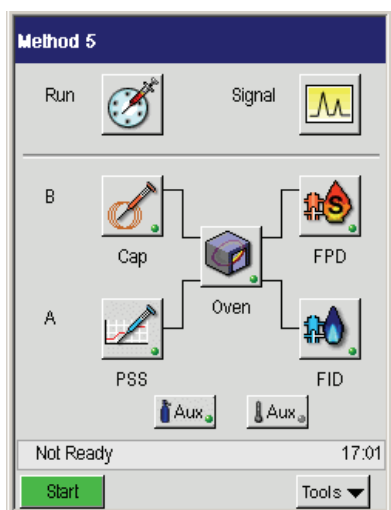 Method 5
Run Signal
B
Cap FPD
S
Oven
A
PSS FID
Aux Aux
Not Ready 17:01
Start Tools